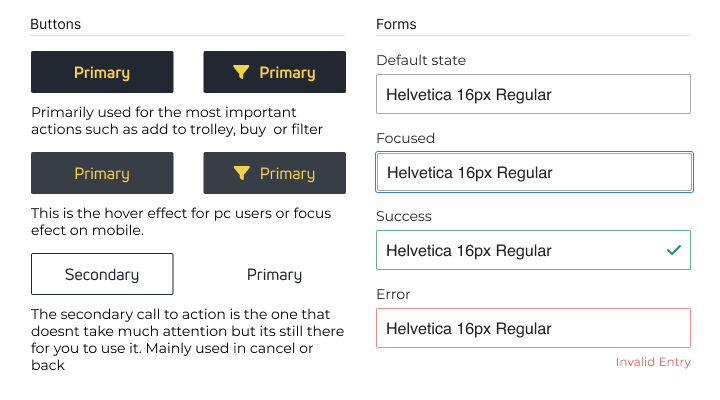 Buttons
Primary
Primary
Primarily used for the most important
actions such as add to trolley, buy  or filter
Primary
Primary
This is the hover effect for pc users or focus
efect on mobile.
Secondary
Primary
The secondary call to action is the one that
doesnt take much attention but its still there
for you to use it. Mainly used in cancel or
back
Forms
Default state
Helvetica 16px Regular
Focused
Helvetica 16px Regular
Success
Helvetica 16px Regular
Error
Helvetica 16px Regular
Invalid Entry